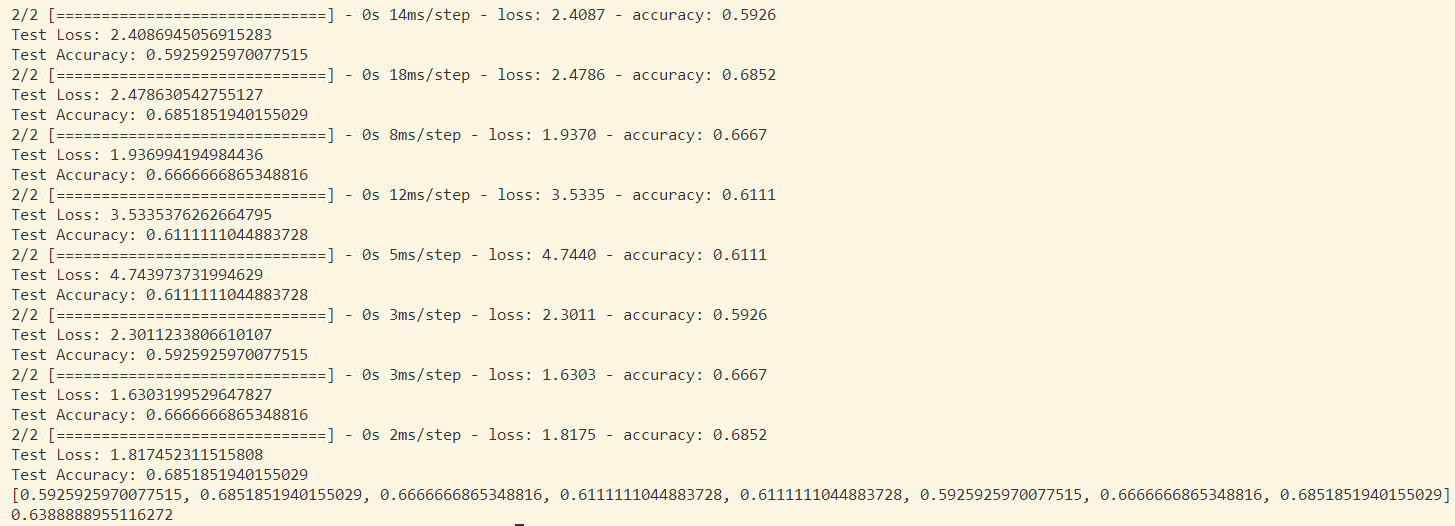 2/2 [==============================] - 0s 14ms/step - loss: 2.4087 - accuracy: 0.5926
Test Loss: 2.4086945056915283
Test Accuracy: 0.5925925970077515
2/2 [==============================] - 0s 18ms/step - loss: 2.4786 - accuracy: 0.6852
Test Loss: 2.478630542755127
Test Accuracy: 0.6851851940155029
2/2 [==============================] - 0s 8ms/step - loss: 1.9370 - accuracy: 0.6667
Test Loss: 1.936994194984436
Test Accuracy: 0.6666666865348816
2/2 [==============================] - 0s 12ms/step - loss: 3.5335 - accuracy: 0.6111
Test Loss: 3.5335376262664795
Test Accuracy: 0.6111111044883728
2/2 [==============================] - 0s 5ms/step - loss: 4.7440 - accuracy: 0.6111
Test Loss: 4.743973731994629
Test Accuracy: 0.6111111044883728
2/2 [==============================] - 0s 3ms/step - loss: 2.3011 - accuracy: 0.5926
Test Loss: 2.3011233806610107
Test Accuracy: 0.5925925970077515
2/2 [==============================] - 0s 3ms/step - loss: 1.6303 - accuracy: 0.6667
Test Loss: 1.6303199529647827
Test Accuracy: 0.6666666865348816
2/2 [==============================] - 0s 2ms/step - loss: 1.8175 - accuracy: 0.6852
Test Loss: 1.817452311515808
Test Accuracy: 0.6851851940155029
[0.5925925970077515, 0.6851851940155029, 0.6666666865348816, 0.6111111044883728, 0.6111111044883728, 0.5925925970077515, 0.6666666865348816, 0.6851851940155029]
0.6388888955116272